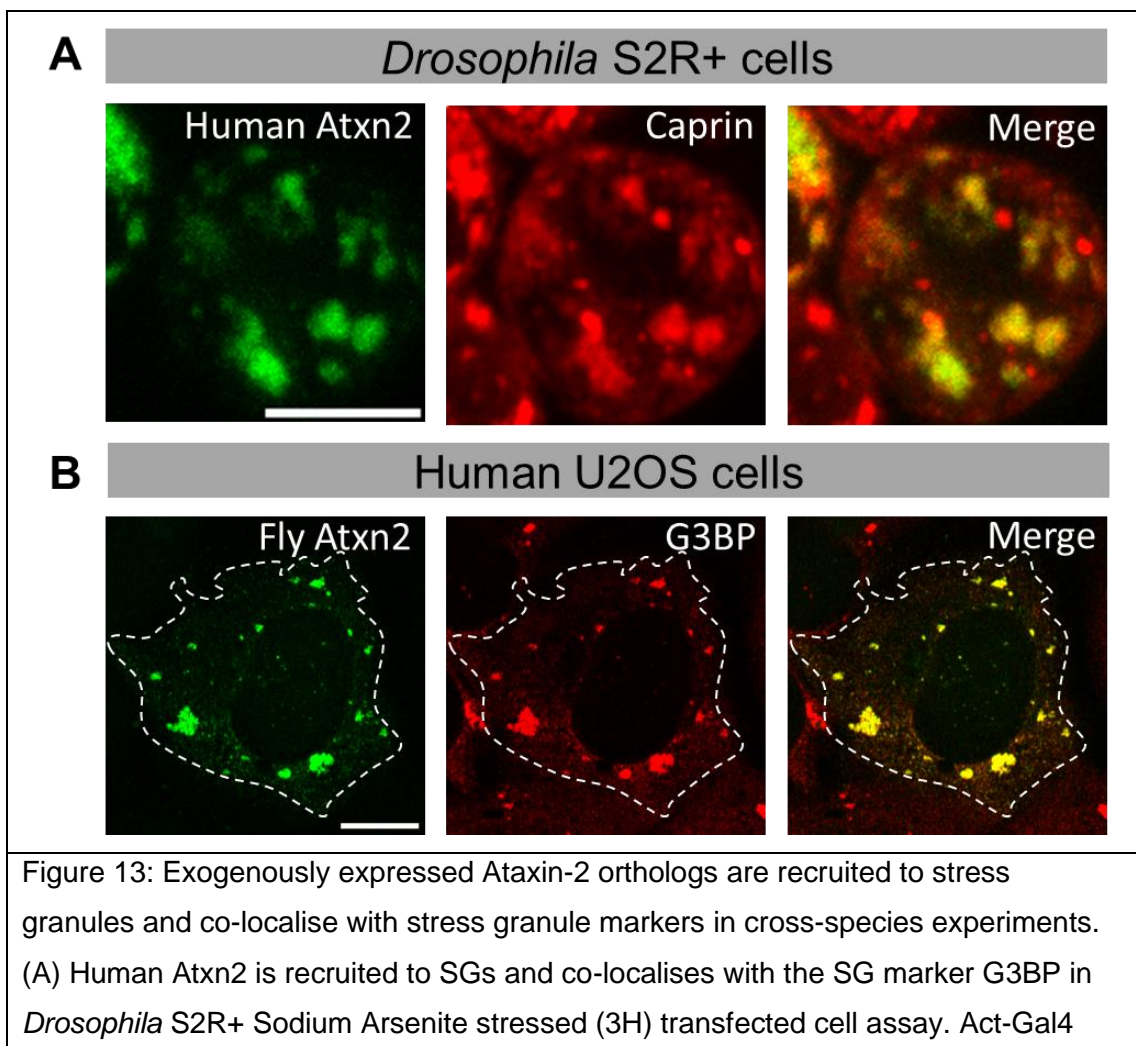 A
Drosophila S2R+ cells
Human Atxn2
Caprin
Merge
B
Human U2OS cells
Fly Atxn2
G3BP
Merge
Figure 13: Exogenously expressed Ataxin-2 orthologs are recruited to stress
granules and co-localise with stress granule markers in cross-species experiments.
(A) Human Atxn2 is recruited to SGs and co-localises with the SG marker G3BP in
Drosophila S2R+ Sodium Arsenite stressed (3H) transfected cell assay. Act-Gal4